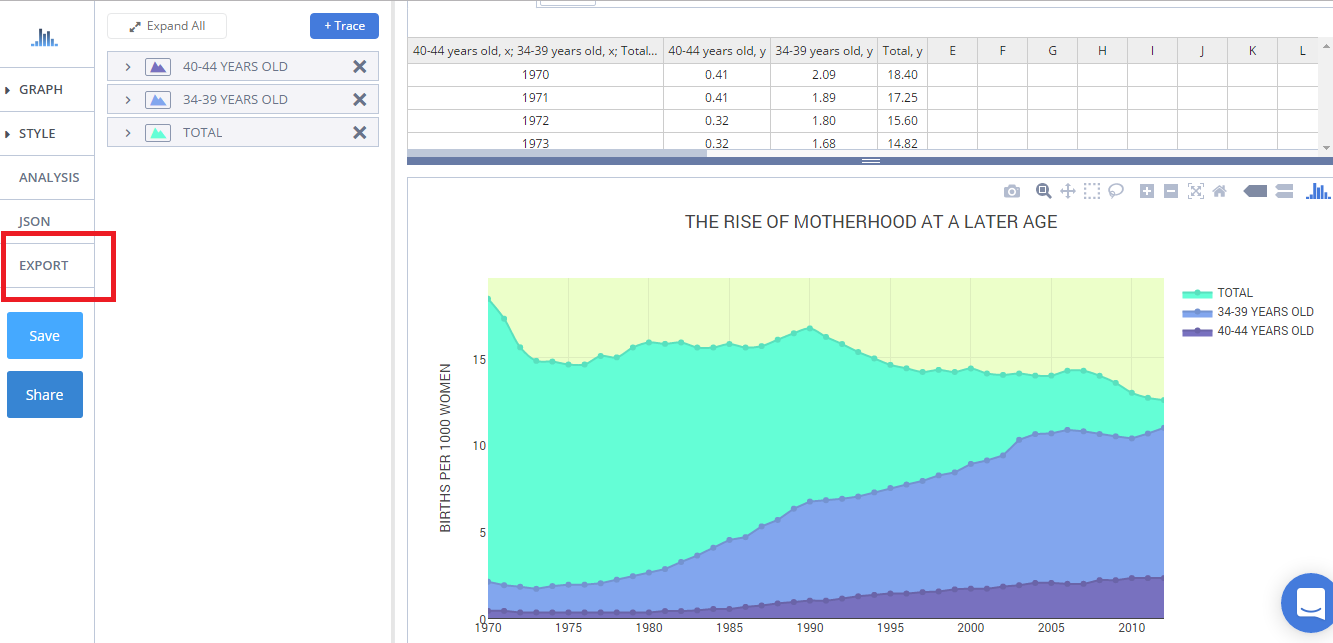 Expand All
+ Trace
GRAPH
STYLE
ANALYSIS
JSON
EXPORT
Save
Share
40-44 YEARS OLD
34-39 YEARS OLD
TOTAL
40-44 years old, x; 34-39 years old, x; Total... 40-44 years old, y 34-39 years old, y Total, y E F G H I J K L
1970 0.41 2.09 18.40
1971 0.41 1.89 17.25
1972 0.32 1.80 15.60
1973 0.32 1.68 14.82
THE RISE OF MOTHERHOOD AT A LATER AGE
BIRTHS PER 1000 WOMEN
15
10
5
0
1970 1975 1980 1985 1990 1995 2000 2005 2010
TOTAL
34-39 YEARS OLD
40-44 YEARS OLD